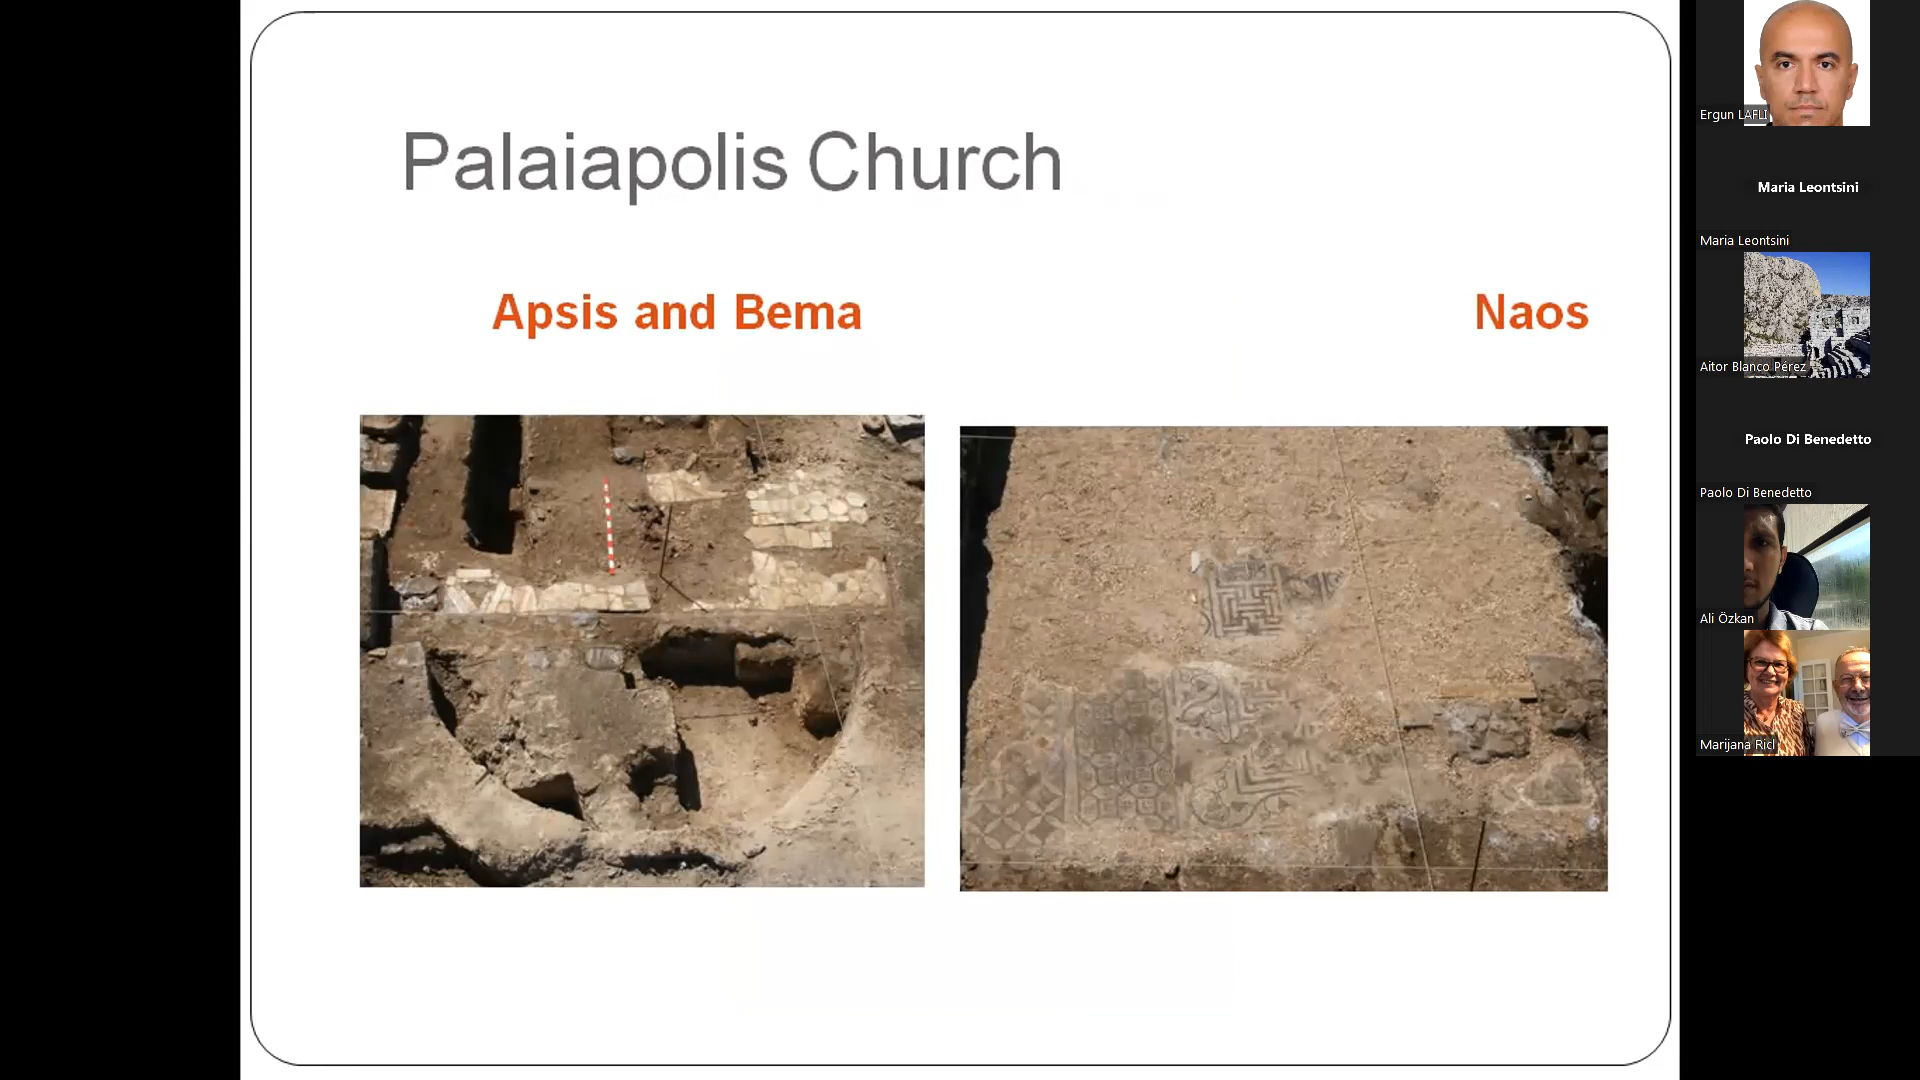 Palaiapolis Church
Apsis and Bema
Naos
Ergun LAFLI
Maria Leontsini
Maria Leontsini
Aitor Blanco Pérez
Paolo Di Benedetto
Paolo Di Benedetto
Ali Özkan
Marijana Ricl